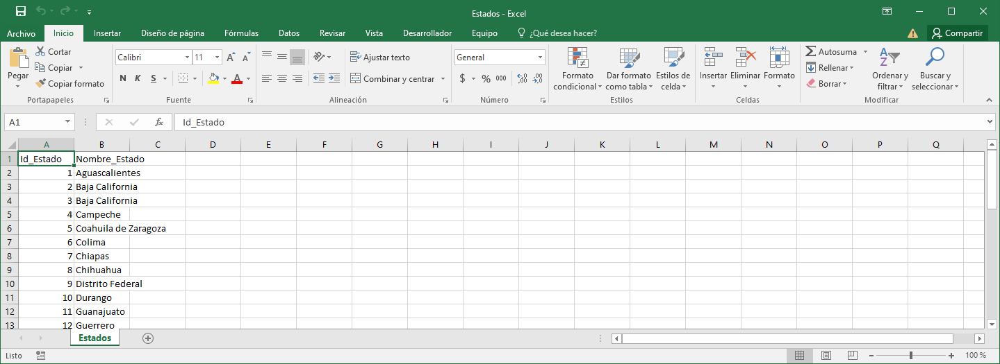 Estados - Excel
Archivo Inicio Insertar Diseño de página Fórmulas Datos Revisar Vista Desarrollador Equipo ¿Qué desea hacer? Compartir
Pegar
Cortar
Copiar
Copiar formato
Portapapeles
Calibri 11
N K S
Fuente
Ajustar texto
Combinar y centrar
Alineación
General
$ % 000
Número
Formato condicional
Dar formato como tabla
Estilos de celda
Estilos
Insertar Eliminar Formato
Celdas
Autosuma
Rellenar
Borrar
Ordenar y filtrar
Buscar y seleccionar
Modificar
A1 fx Id_Estado
A B C D E F G H I J K L M N O P Q
1 Id_Estado Nombre_Estado
2 1 Aguascalientes
3 2 Baja California
4 3 Baja California
5 4 Campeche
6 5 Coahuila de Zaragoza
7 6 Colima
8 7 Chiapas
9 8 Chihuahua
10 9 Distrito Federal
11 10 Durango
12 11 Guanajuato
13 12 Guerrero
Estados
Listo 100 %